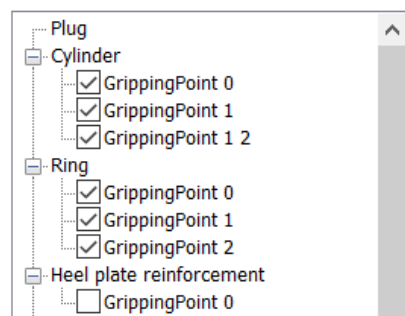 Plug
Cylinder
GrippingPoint 0
GrippingPoint 1
GrippingPoint 1 2
Ring
GrippingPoint 0
GrippingPoint 1
GrippingPoint 2
Heel plate reinforcement
GrippingPoint 0